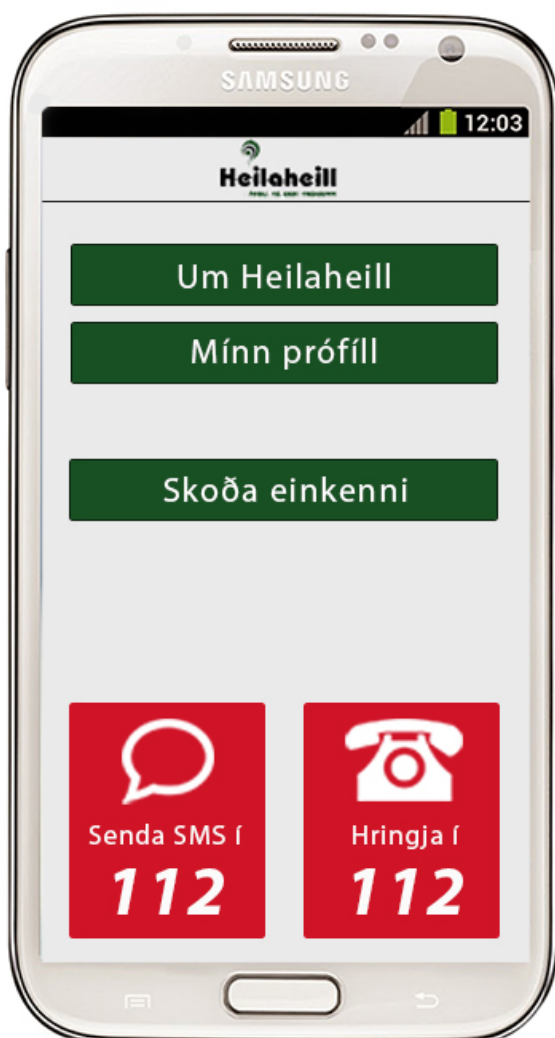 SAMSUNG
12:03
Heilaheill
Um Heilaheill
Mínn prófíll
Skoða einkenni
Senda SMS í
112
Hringja í
112